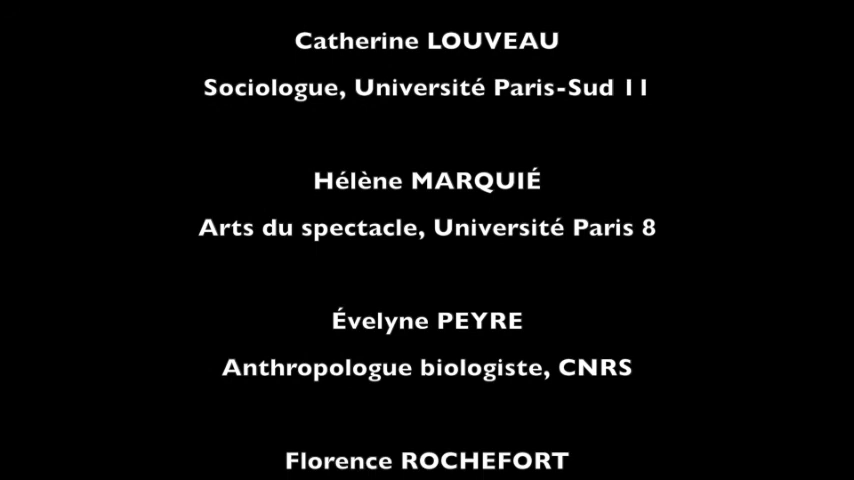 Catherine LOUVEAU
Sociologue, Université Paris-Sud 11
Hélène MARQUIÉ
Arts du spectacle, Université Paris 8
Évelyne PEYRE
Anthropologue biologiste, CNRS
Florence ROCHEFORT